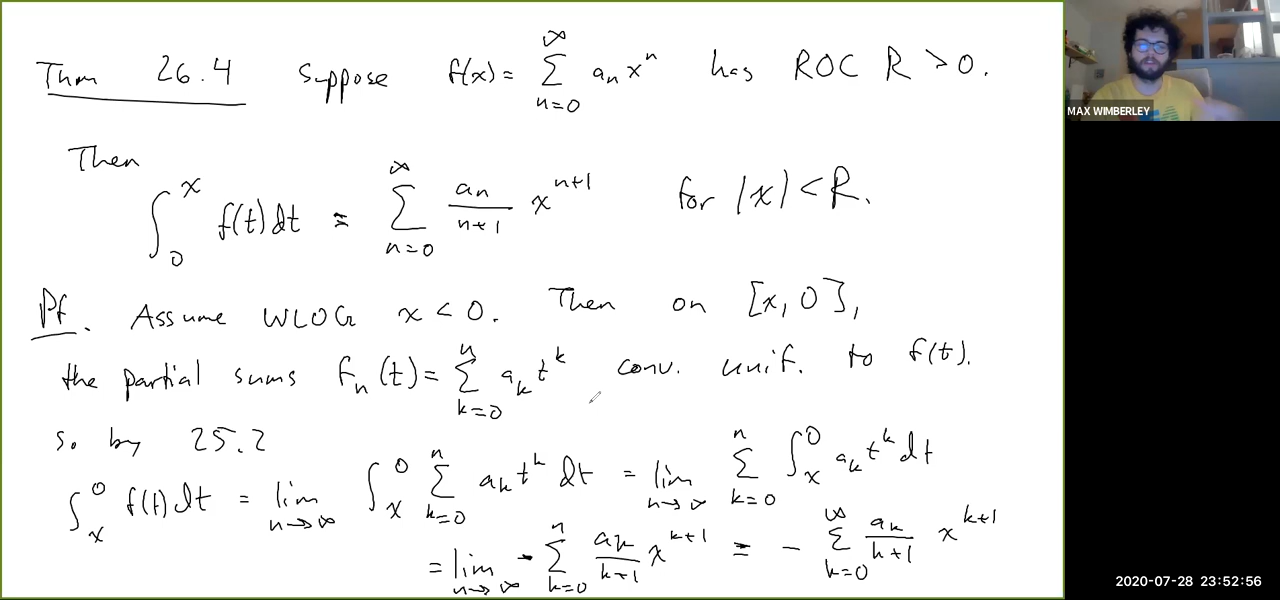 Thm 26.4 Suppose f(x) = ∑_{n=0}^{∞} a_n x^n has ROC R > 0.
Then
∫_0^x f(t)dt = ∑_{n=0}^{∞} a_n/(n+1) x^{n+1} for |x| < R.
Pf. Assume WLOG x < 0. Then on [x, 0],
the partial sums f_n(t) = ∑_{k=0}^{n} a_k t^k conv. unif. to f(t).
so by 25.2
∫_x^0 f(t)dt = lim_{n→∞} ∫_x^0 ∑_{k=0}^{n} a_k t^k dt = lim_{n→∞} ∑_{k=0}^{n} ∫_x^0 a_k t^k dt
= lim_{n→∞} - ∑_{k=0}^{n} a_k/(k+1) x^{k+1} = - ∑_{k=0}^{∞} a_k/(k+1) x^{k+1}
MAX WIMBERLEY
2020-07-28 23:52:56